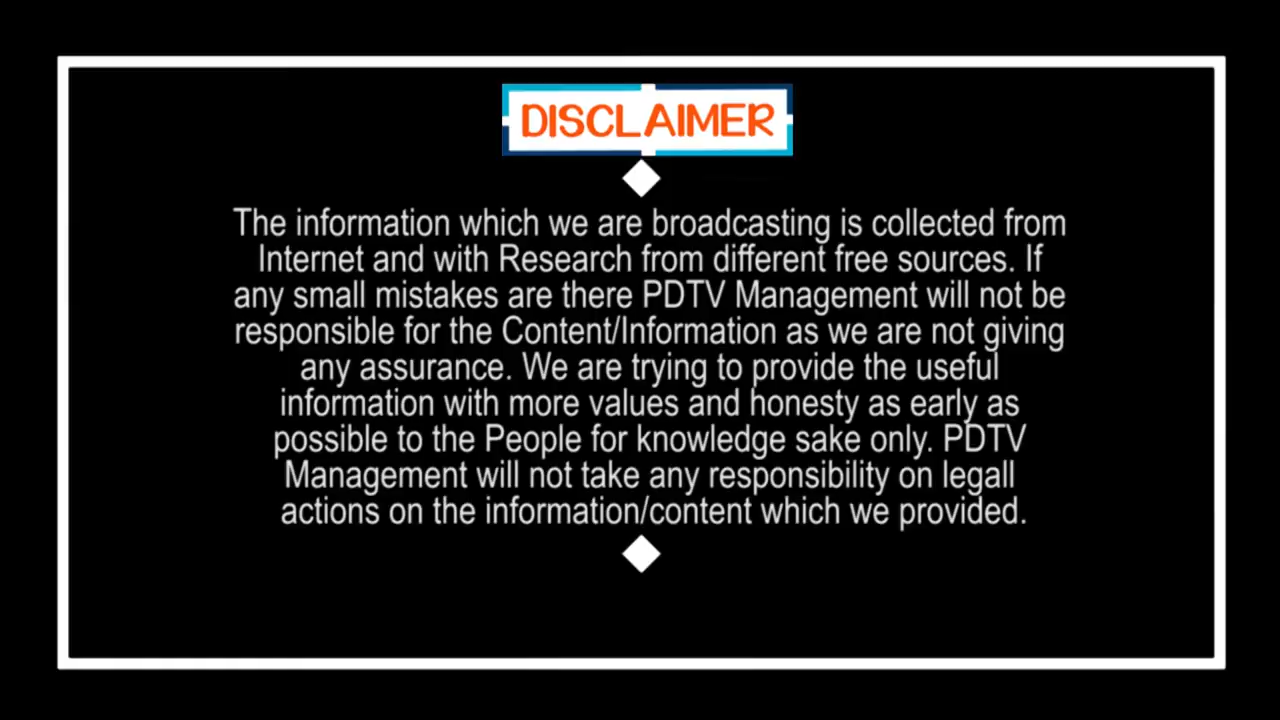 DISCLAIMER
The information which we are broadcasting is collected from
Internet and with Research from different free sources. If
any small mistakes are there PDTV Management will not be
responsible for the Content/Information as we are not giving
any assurance. We are trying to provide the useful
information with more values and honesty as early as
possible to the People for knowledge sake only. PDTV
Management will not take any responsibility on legall
actions on the information/content which we provided.